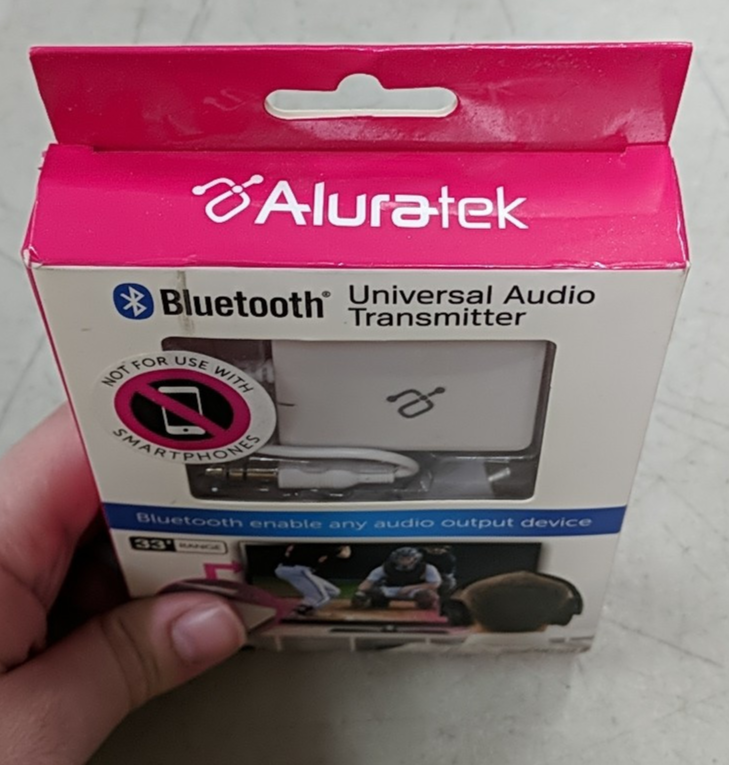 Aluratek
Bluetooth® Universal Audio
Transmitter
NOT FOR USE WITH
SMARTPHONES
Bluetooth enable any audio output device
33' RANGE